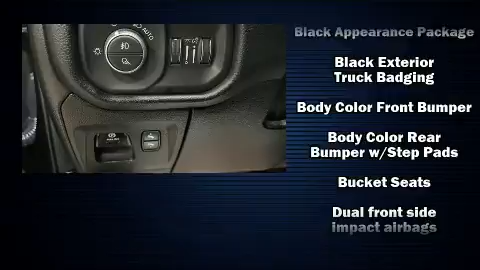 AUTO
Black Appearance Package
Black Exterior
Truck Badging
Body Color Front Bumper
Body Color Rear
Bumper w/Step Pads
Bucket Seats
Dual front side
impact airbags